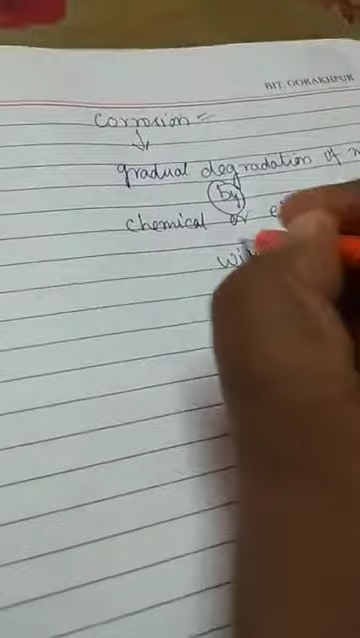 BIT GORAKHPUR
Corrosion =
gradual degradation of
By
chemical or